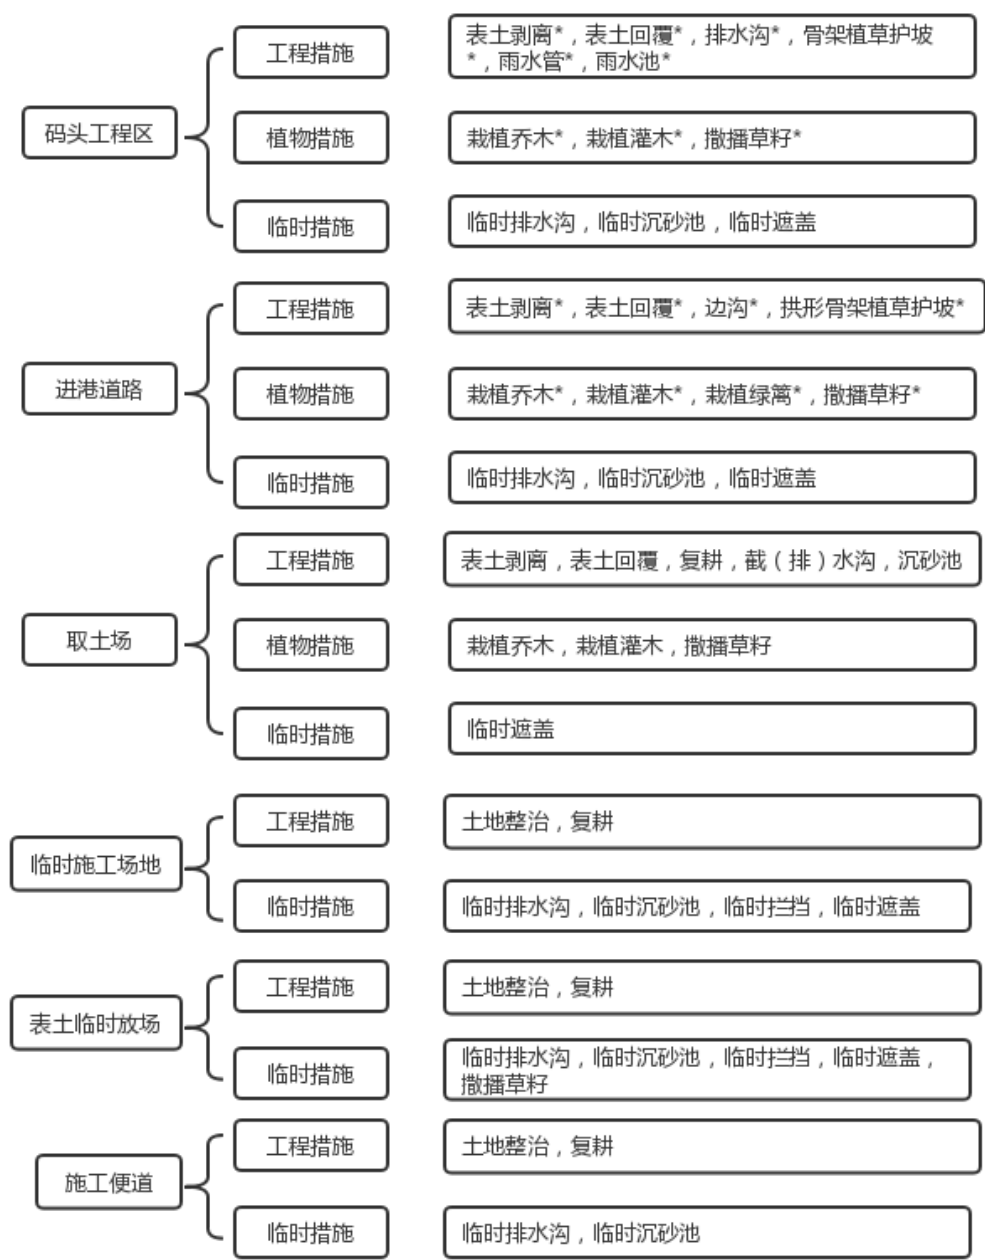 工程措施
表土剥离*，表土回覆*，排水沟*，骨架植草护坡
*，雨水管*，雨水池*
码头工程区
植物措施
栽植乔木*，栽植灌木*，撒播草籽*
临时措施
临时排水沟，临时沉砂池，临时遮盖
工程措施
表土剥离*，表土回覆*，边沟*，拱形骨架植草护坡*
进港道路
植物措施
栽植乔木*，栽植灌木*，栽植绿篱*，撒播草籽*
临时措施
临时排水沟，临时沉砂池，临时遮盖
工程措施
表土剥离，表土回覆，复耕，截（排）水沟，沉砂池
取土场
植物措施
栽植乔木，栽植灌木，撒播草籽
临时措施
临时遮盖
工程措施
土地整治，复耕
临时施工场地
临时措施
临时排水沟，临时沉砂池，临时拦挡，临时遮盖
工程措施
土地整治，复耕
表土临时放场
临时措施
临时排水沟，临时沉砂池，临时拦挡，临时遮盖，
撒播草籽
工程措施
土地整治，复耕
施工便道
临时措施
临时排水沟，临时沉砂池